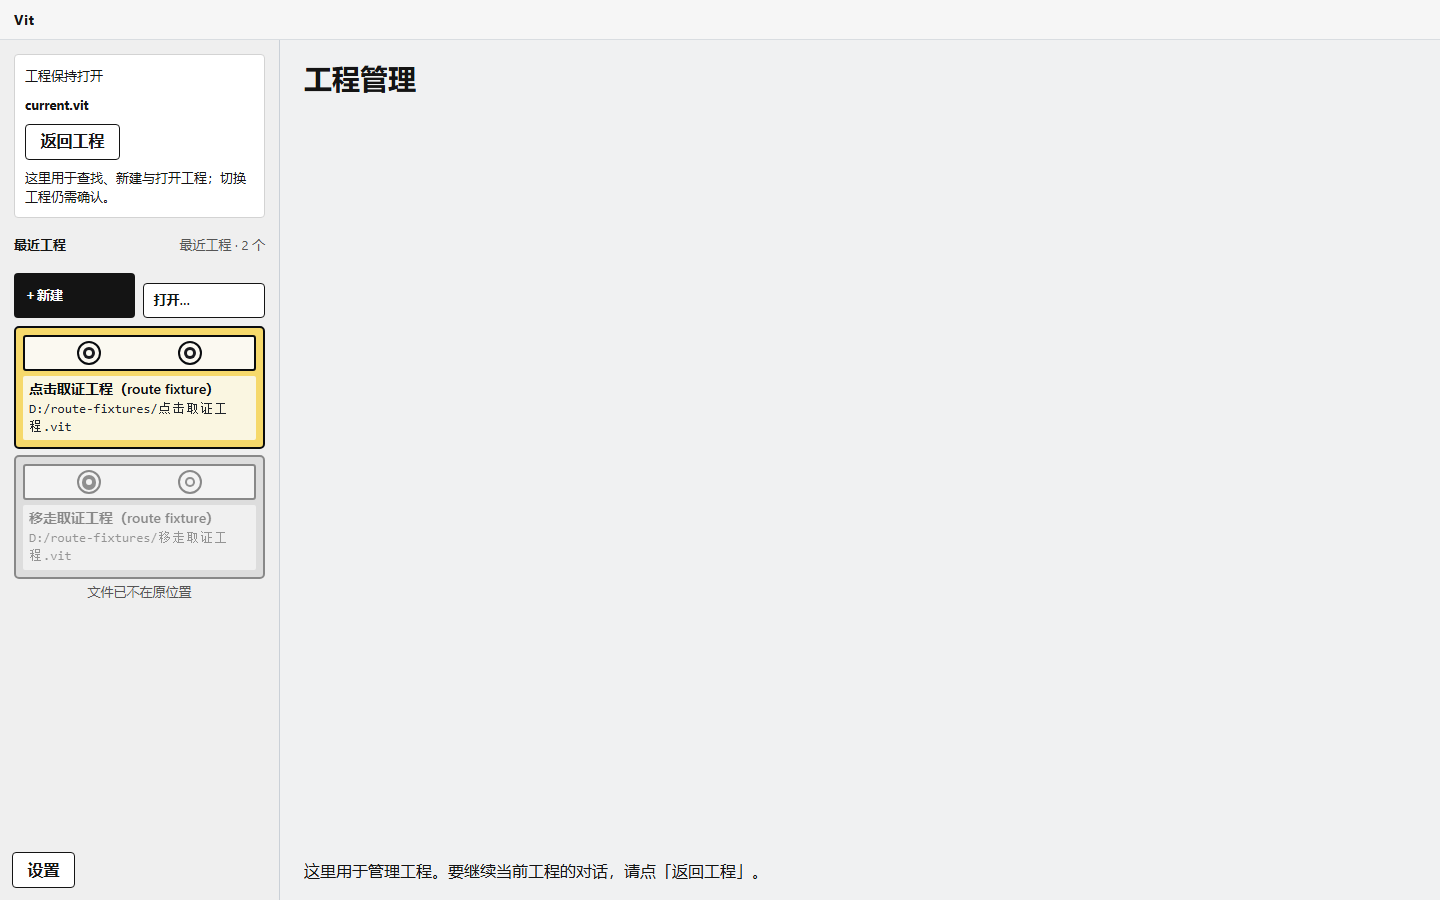 Vit
工程保持打开
current.vit
返回工程
这里用于查找、新建与打开工程；切换
工程仍需确认。
最近工程
最近工程 · 2 个
+ 新建
打开...
点击取证工程（route fixture）
D:/route-fixtures/点击取证工
程.vit
移走取证工程（route fixture）
D:/route-fixtures/移走取证工
程.vit
文件已不在原位置
设置
工程管理
这里用于管理工程。要继续当前工程的对话，请点「返回工程」。